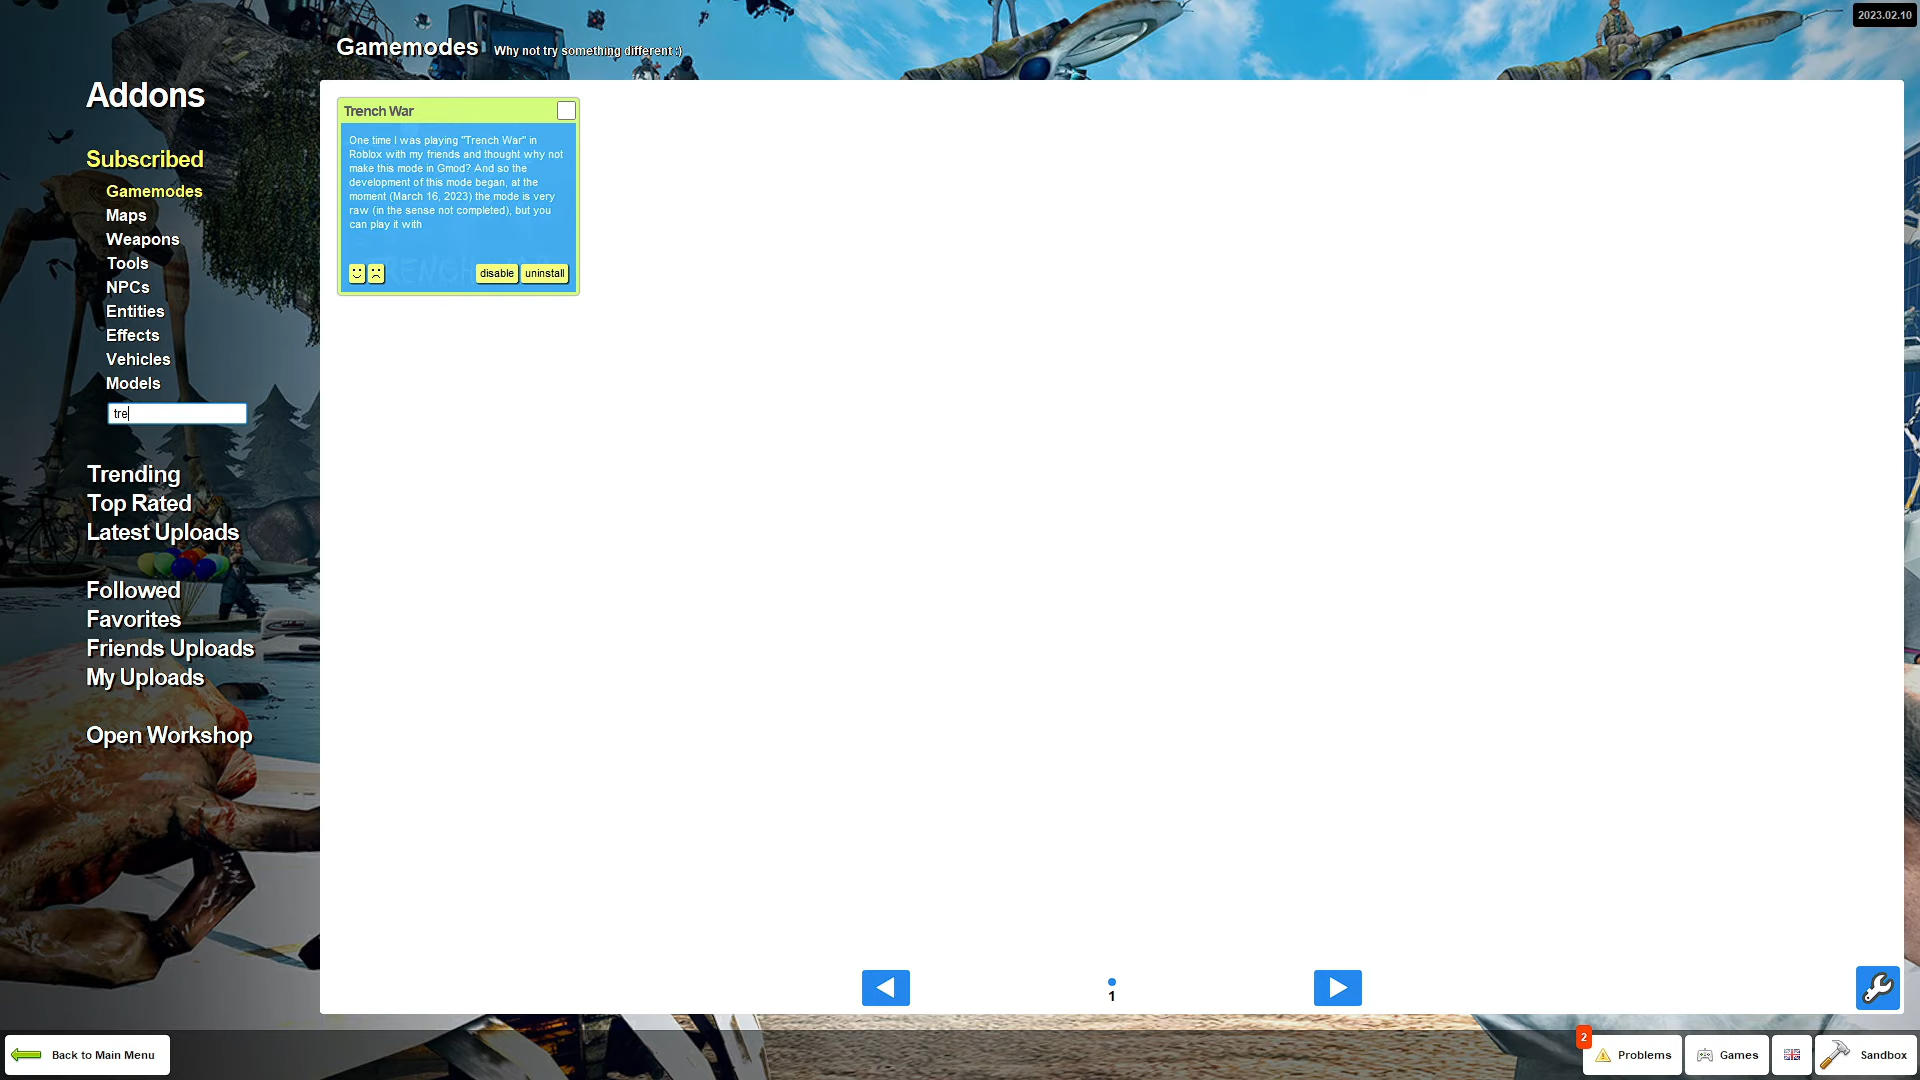 2023.02.10
Gamemodes Why not try something different :)
Addons
Subscribed
Gamemodes
Maps
Weapons
Tools
NPCs
Entities
Effects
Vehicles
Models
tre
Trending
Top Rated
Latest Uploads
Followed
Favorites
Friends Uploads
My Uploads
Open Workshop
Trench War
One time I was playing "Trench War" in
Roblox with my friends and thought why not
make this mode in Gmod? And so the
development of this mode began, at the
moment (March 16, 2023) the mode is very
raw (in the sense not completed), but you
can play it with
TRENCH
disable uninstall
1
Back to Main Menu
2
Problems
Games
Sandbox